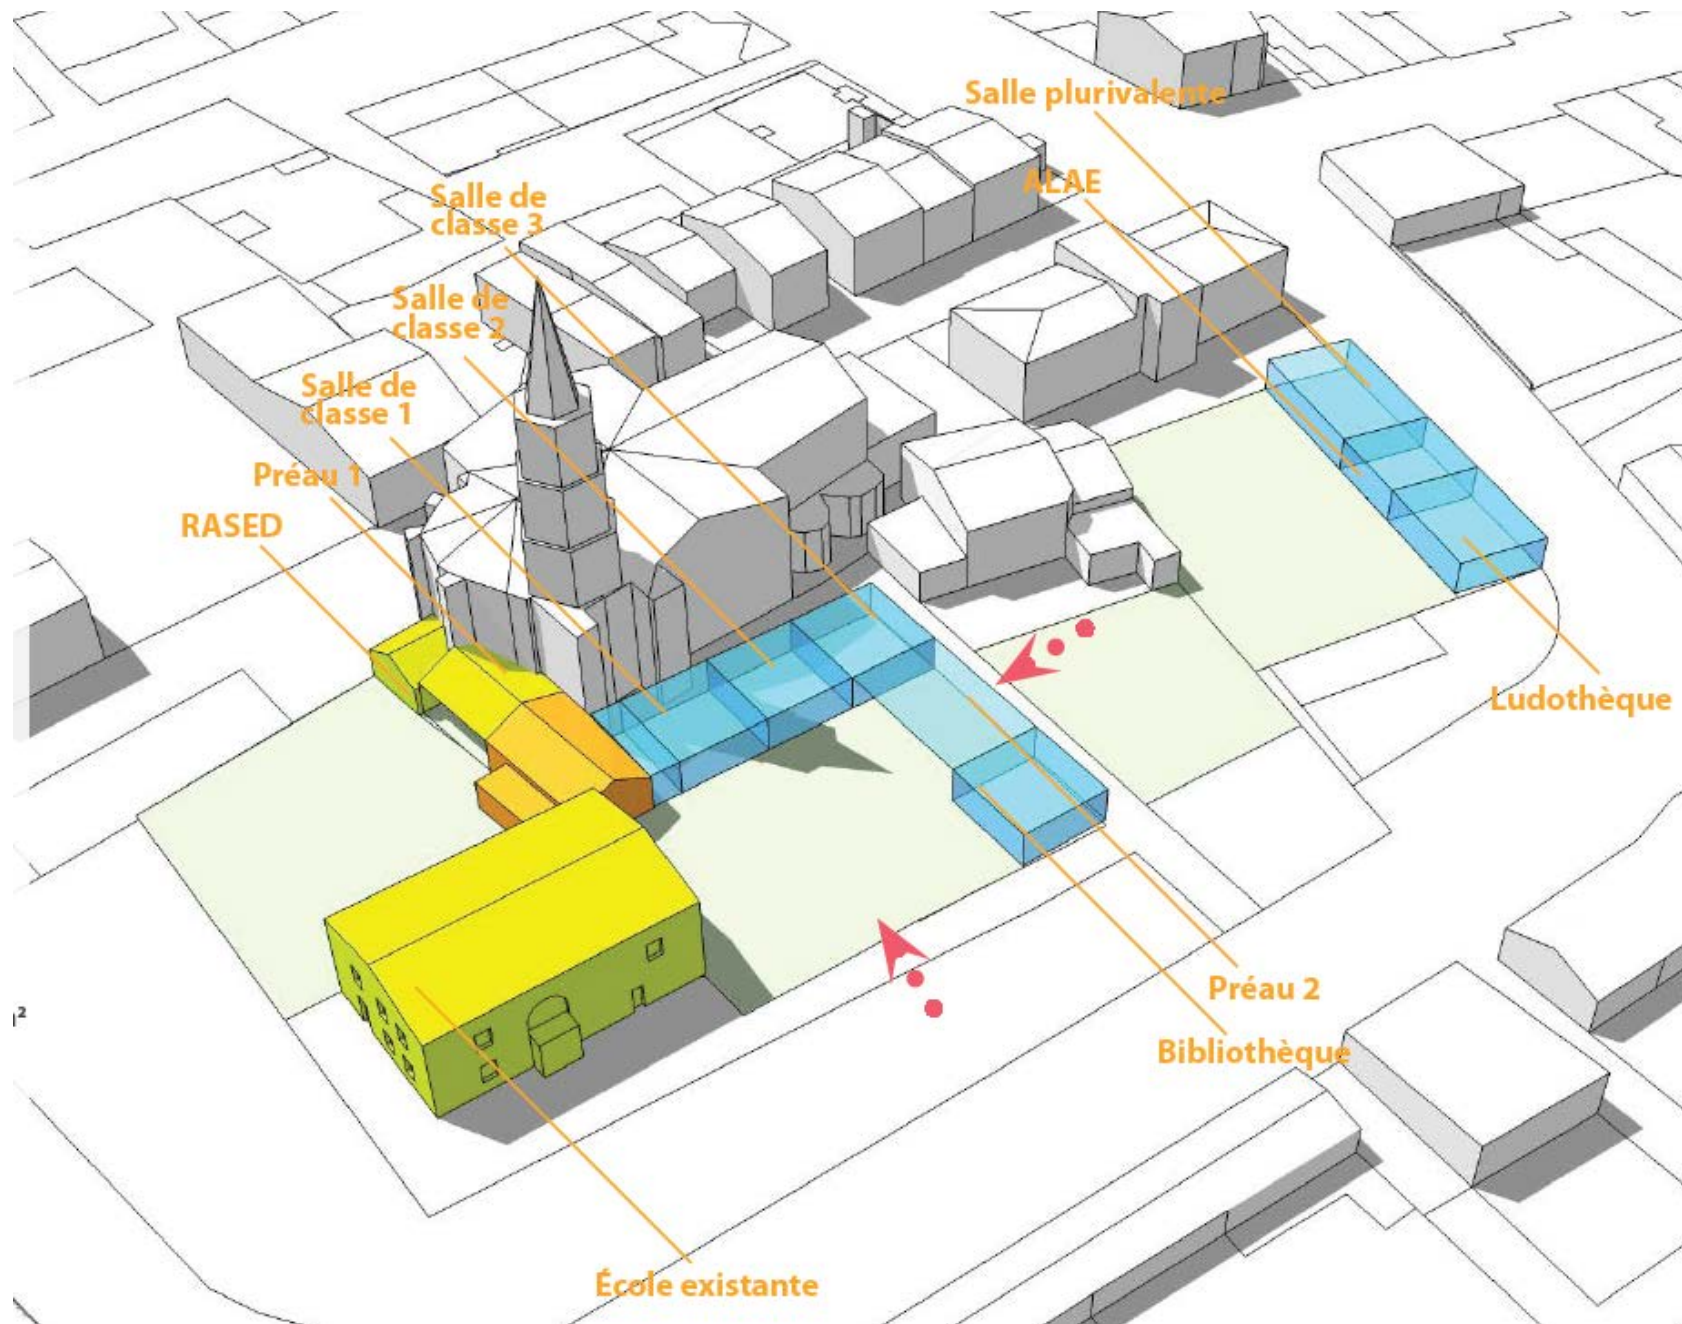 Salle plurivalente
ALAE
Salle de
classe 3
Salle de
classe 2
Salle de
classe 1
Préau 1
RASED
Ludothèque
Préau 2
Bibliothèque
École existante